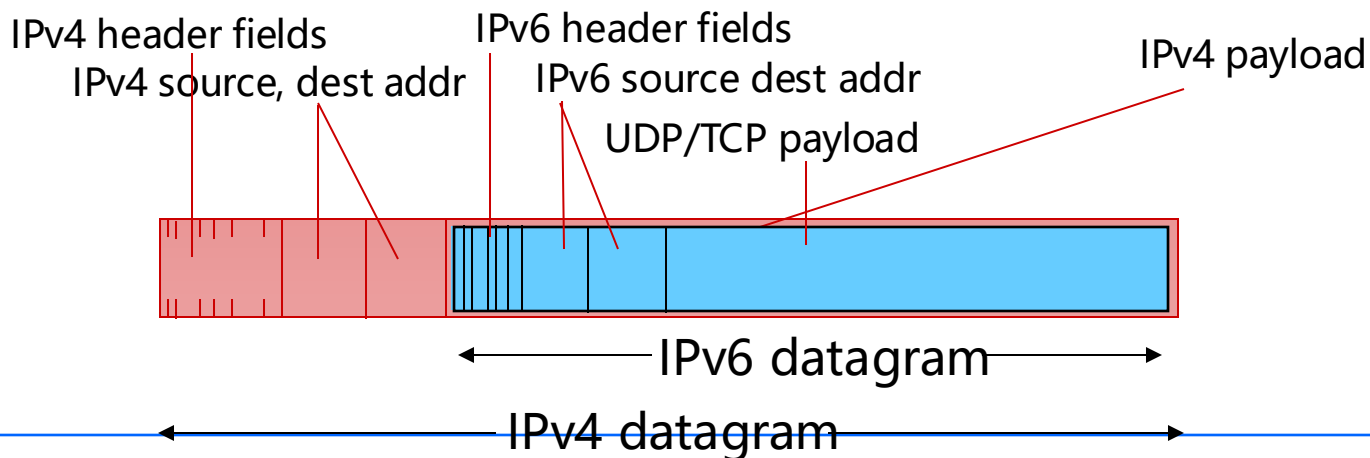 IPv4 header fields
IPv4 source, dest addr
IPv6 header fields
IPv6 source dest addr
UDP/TCP payload
IPv4 payload
IPv6 datagram
IPv4 datagram